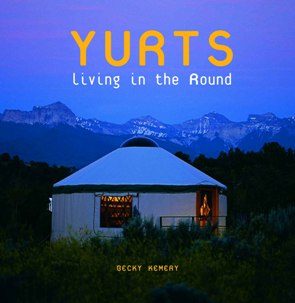 YURTS
Living in the Round
BECKY KEMERY